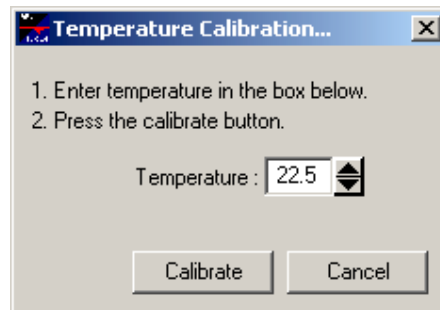 Temperature Calibration...
1. Enter temperature in the box below.
2. Press the calibrate button.
Temperature : 22.5
Calibrate Cancel